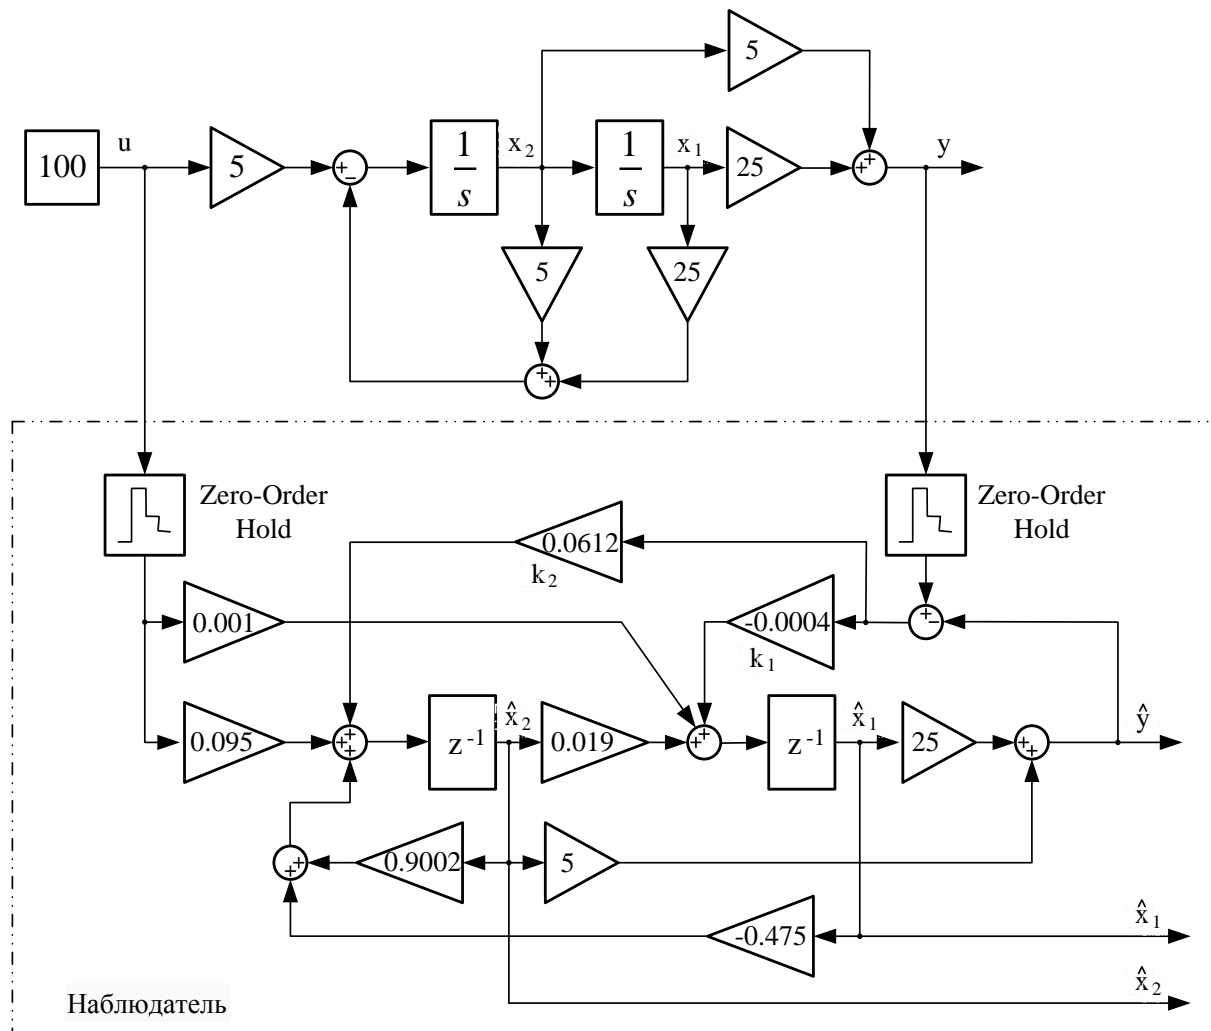 5
u
x₂
x₁
y
100
5
+
−
1
s
1
s
25
+
+
5
25
+
+
Zero-Order
Hold
Zero-Order
Hold
0.0612
k₂
0.001
-0.0004
k₁
+
−
0.095
+
+
+
z⁻¹
x̂₂
0.019
+
+
z⁻¹
x̂₁
25
+
+
ŷ
+
+
0.9002
5
-0.475
x̂₁
x̂₂
Наблюдатель